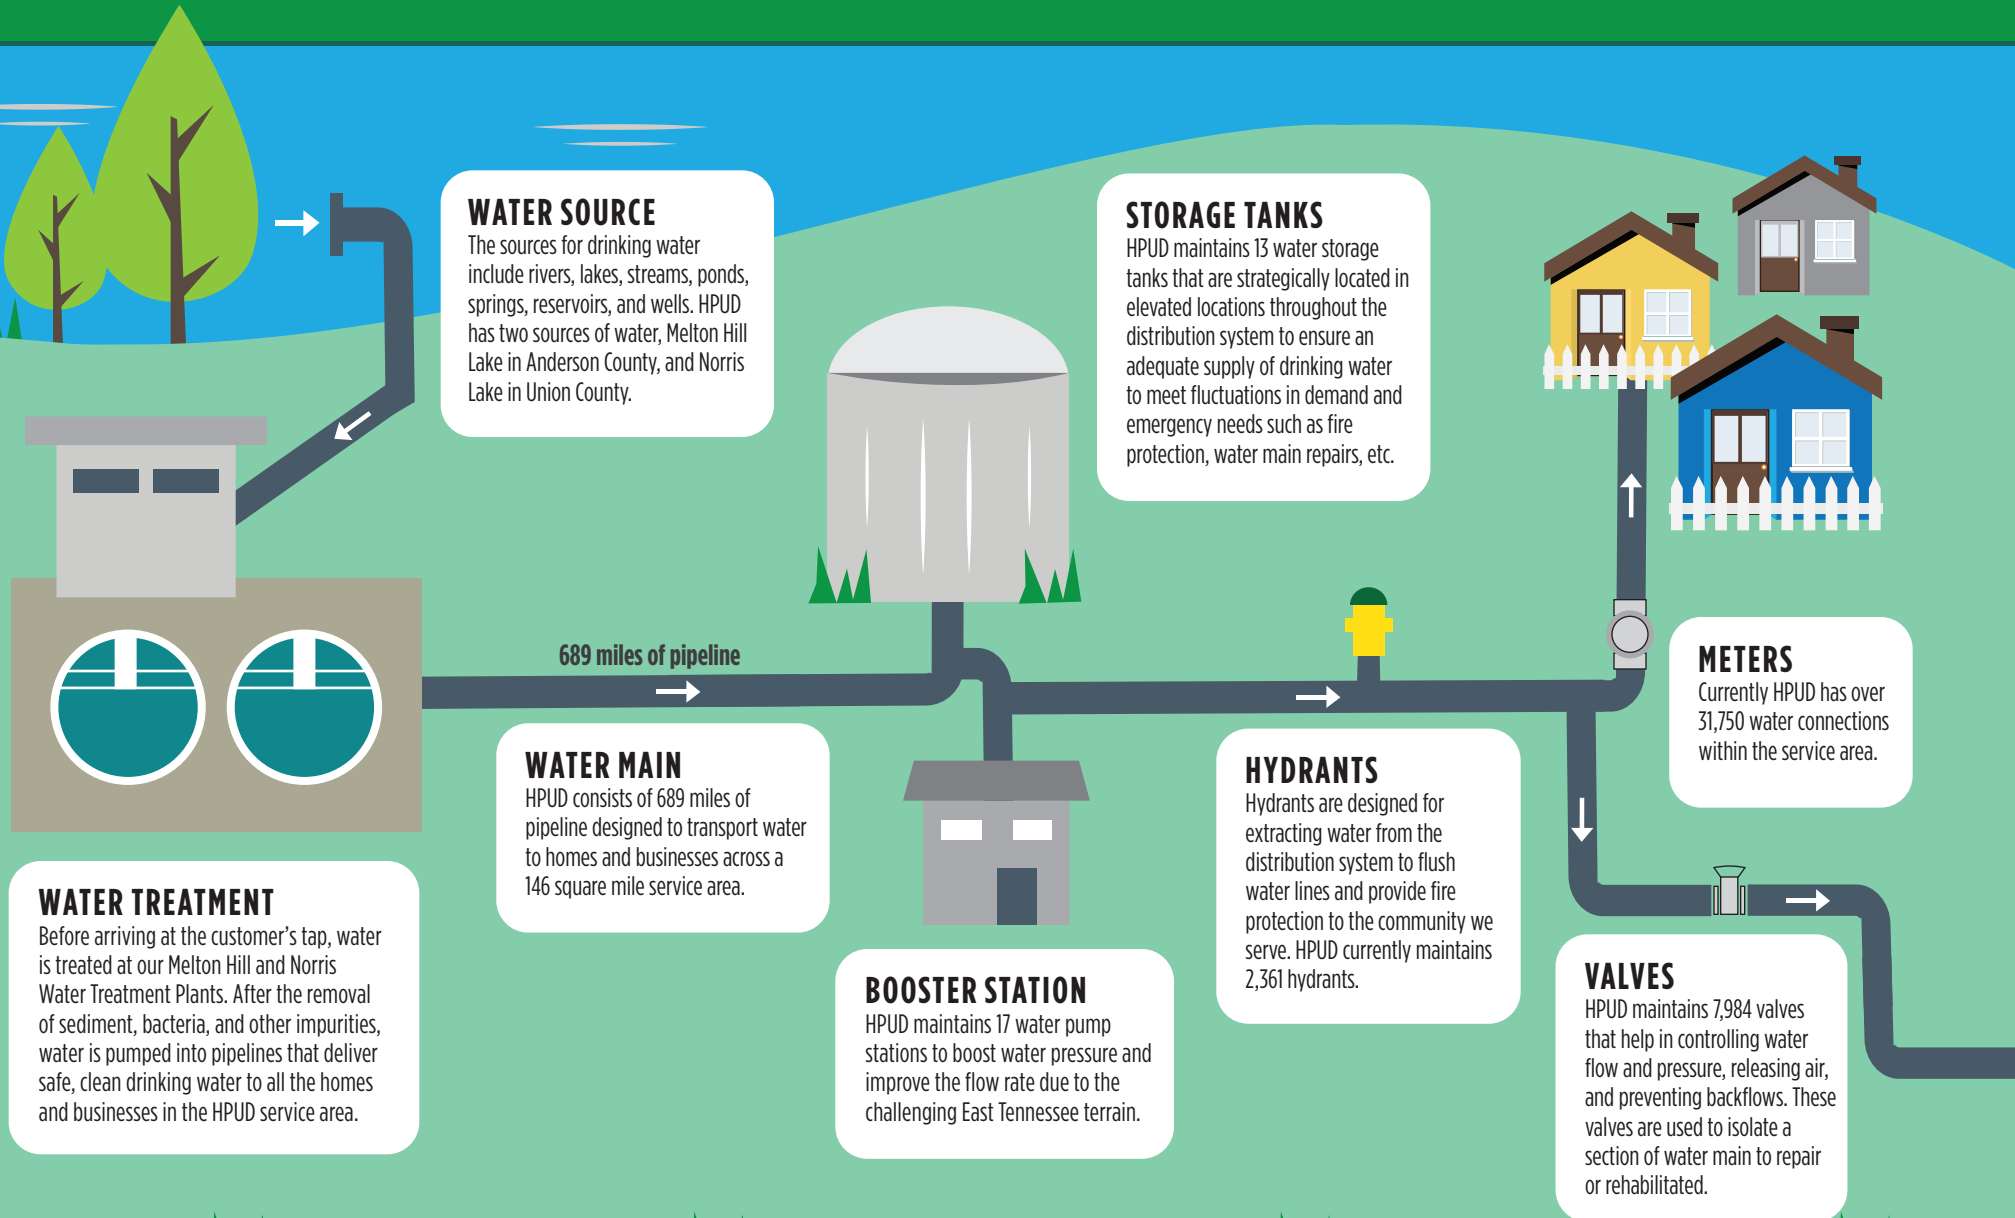 WATER SOURCE
The sources for drinking water
include rivers, lakes, streams, ponds,
springs, reservoirs, and wells. HPUD
has two sources of water, Melton Hill
Lake in Anderson County, and Norris
Lake in Union County.
STORAGE TANKS
HPUD maintains 13 water storage
tanks that are strategically located in
elevated locations throughout the
distribution system to ensure an
adequate supply of drinking water
to meet fluctuations in demand and
emergency needs such as fire
protection, water main repairs, etc.
689 miles of pipeline
METERS
Currently HPUD has over
31,750 water connections
within the service area.
WATER MAIN
HPUD consists of 689 miles of
pipeline designed to transport water
to homes and businesses across a
146 square mile service area.
HYDRANTS
Hydrants are designed for
extracting water from the
distribution system to flush
water lines and provide fire
protection to the community we
serve. HPUD currently maintains
2,361 hydrants.
WATER TREATMENT
Before arriving at the customer’s tap, water
is treated at our Melton Hill and Norris
Water Treatment Plants. After the removal
of sediment, bacteria, and other impurities,
water is pumped into pipelines that deliver
safe, clean drinking water to all the homes
and businesses in the HPUD service area.
BOOSTER STATION
HPUD maintains 17 water pump
stations to boost water pressure and
improve the flow rate due to the
challenging East Tennessee terrain.
VALVES
HPUD maintains 7,984 valves
that help in controlling water
flow and pressure, releasing air,
and preventing backflows. These
valves are used to isolate a
section of water main to repair
or rehabilitated.